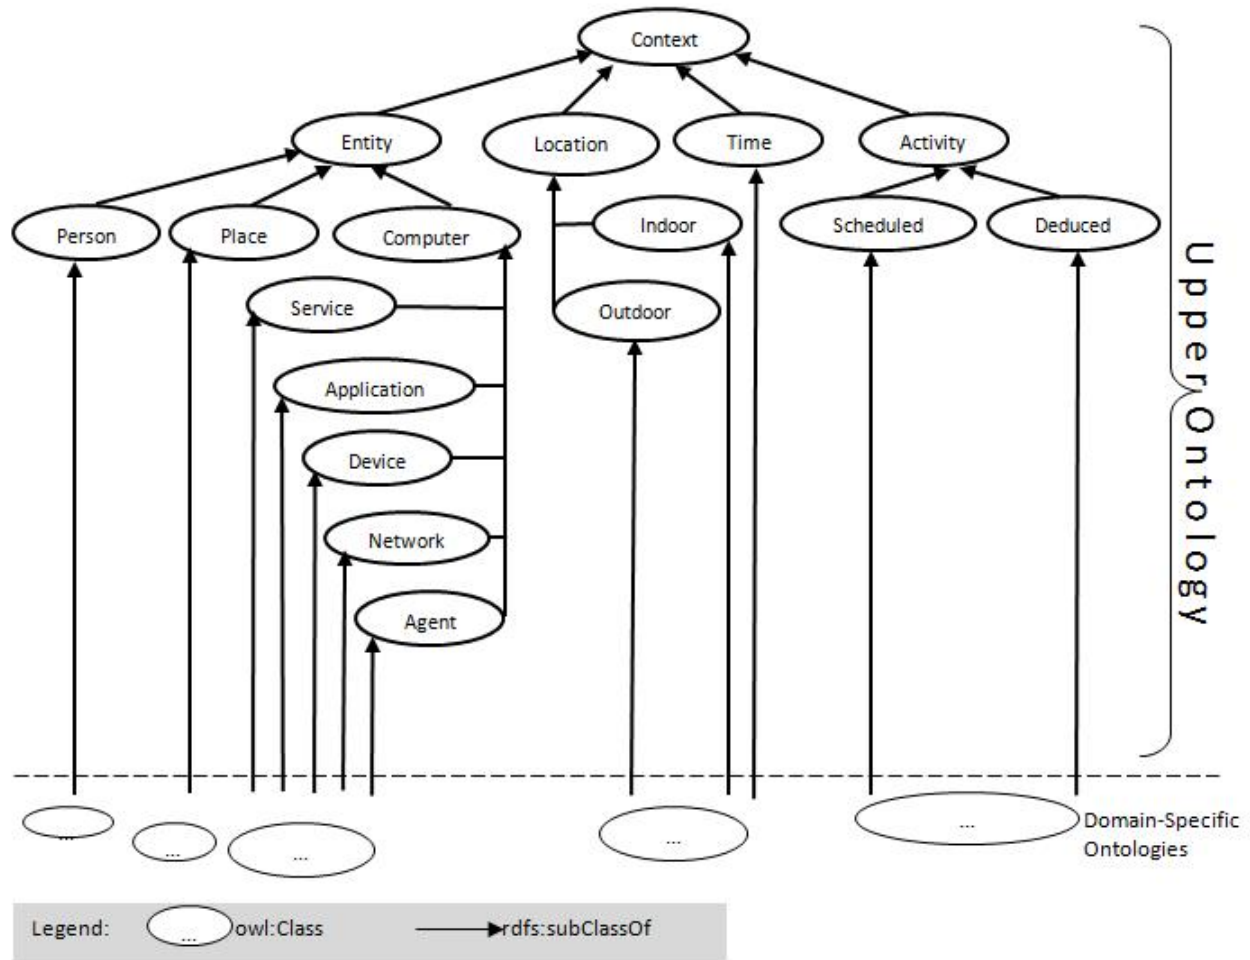 Context
Entity
Location
Time
Activity
Person
Place
Computer
Indoor
Scheduled
Deduced
Service
Outdoor
Application
Device
Network
Agent
Upper Ontology
...
...
...
...
...
Domain-Specific
Ontologies
Legend:
...
owl:Class
rdfs:subClassOf